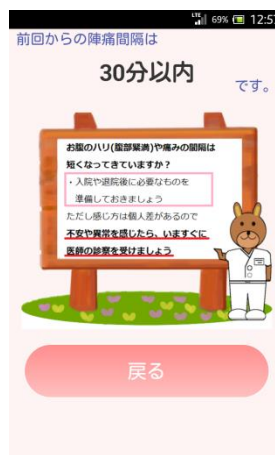 LTE 69% 12:57
前回からの陣痛間隔は
30分以内
です。
お腹のハリ(腹部緊満)や痛みの間隔は
短くなってきていますか？
・入院や退院後に必要なものを
準備しておきましょう
ただし感じ方は個人差があるので
不安や異常を感じたら、いますぐに
医師の診察を受けましょう
戻る